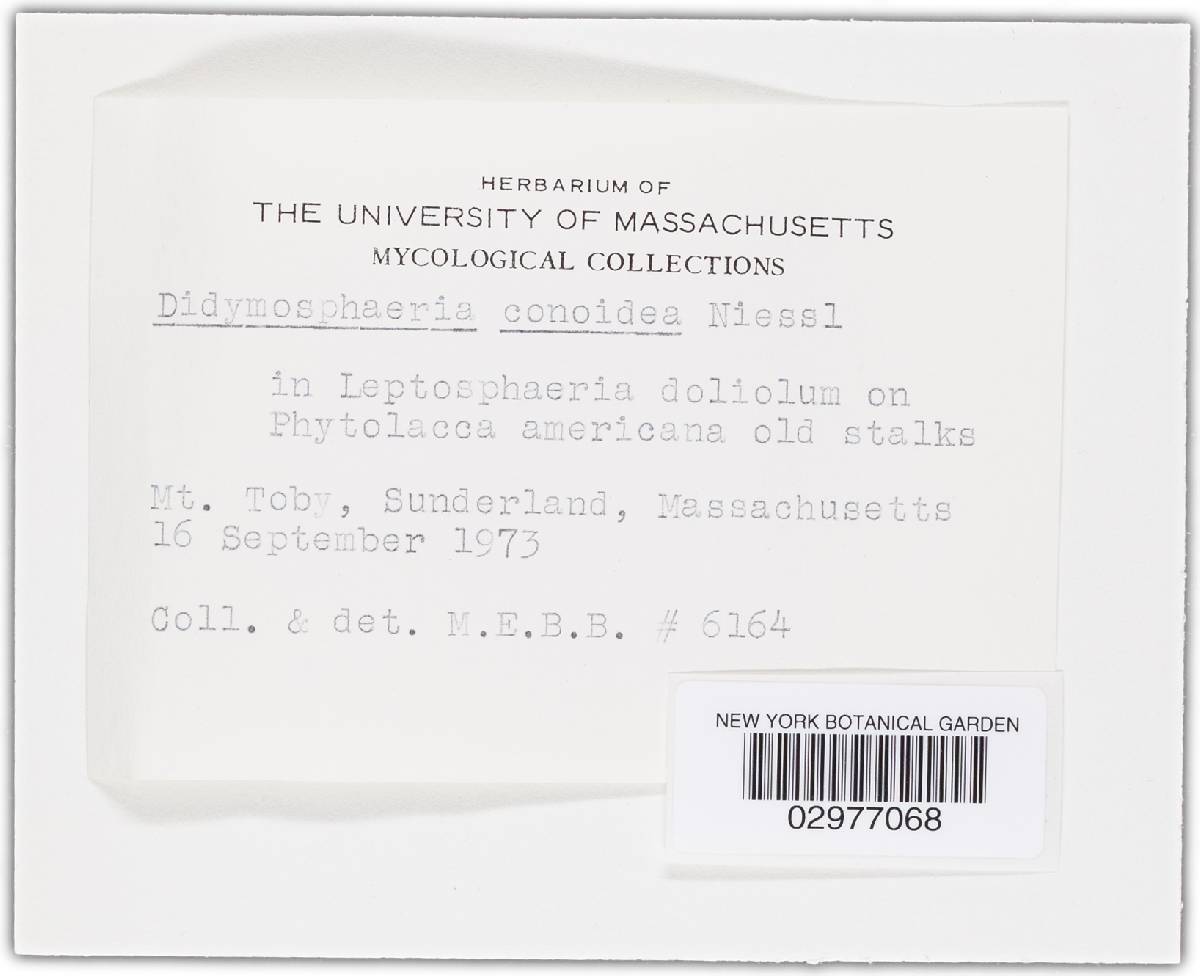 HERBARIUM OF
THE UNIVERSITY OF MASSACHUSETTS
MYCOLOGICAL COLLECTIONS
Didymosphaeria conoidea Niessl
in Leptosphaeria doliolum on
Phytolacca americana old stalks
Mt. Toby, Sunderland, Massachusetts
16 September 1973
Coll. & det. M.E.B.B. # 6164
NEW YORK BOTANICAL GARDEN
02977068